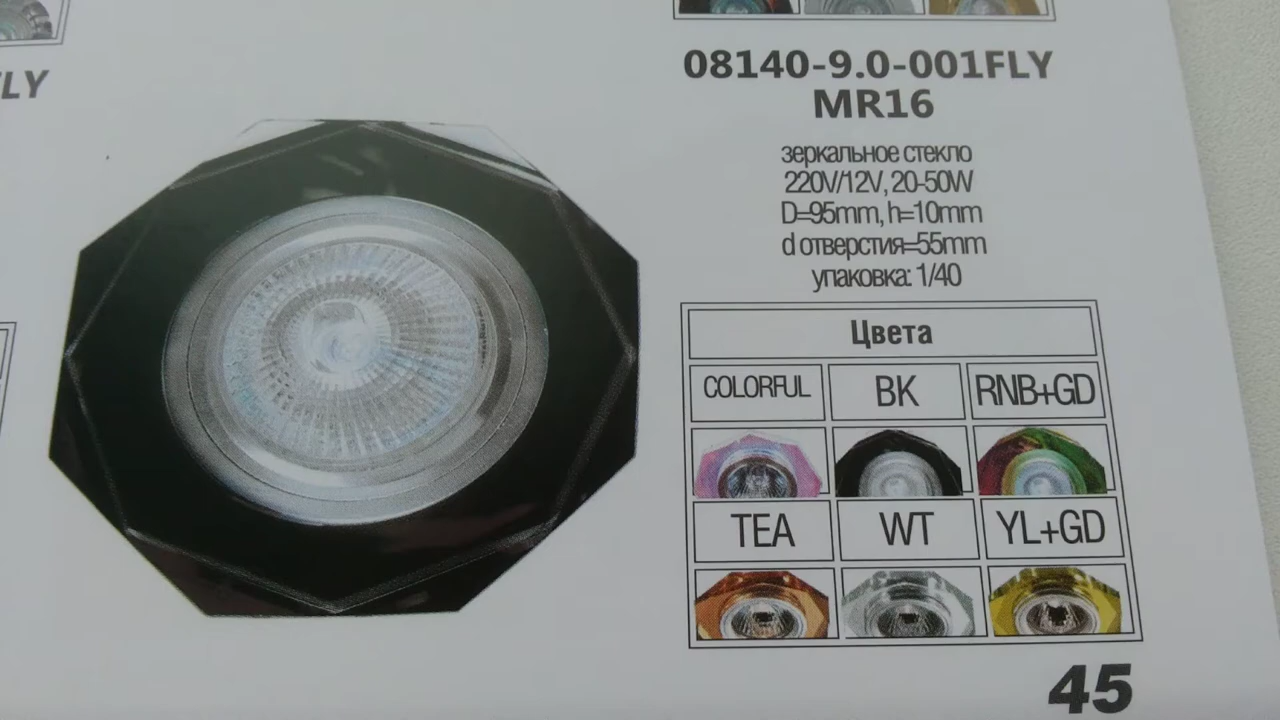 LY
08140-9.0-001FLY
MR16
зеркальное стекло
220V/12V, 20-50W
D=95mm, h=10mm
d отверстия=55mm
упаковка: 1/40
Цвета
COLORFUL BK RNB+GD
TEA WT YL+GD
45